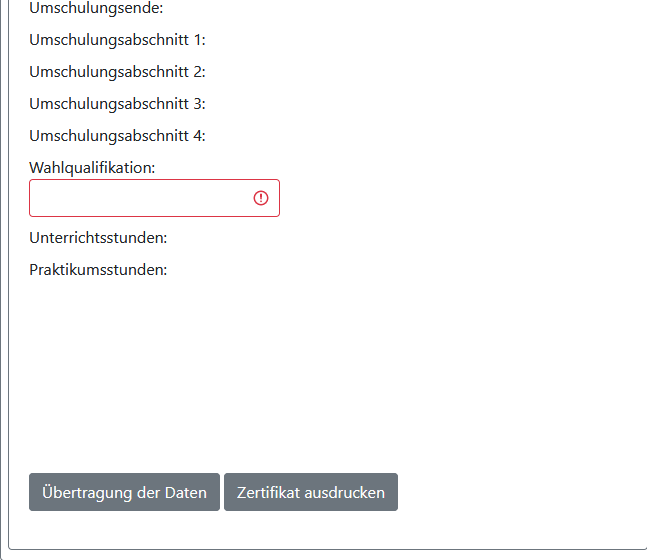 Umschulungsende:
Umschulungsabschnitt 1:
Umschulungsabschnitt 2:
Umschulungsabschnitt 3:
Umschulungsabschnitt 4:
Wahlqualifikation:
Unterrichtsstunden:
Praktikumsstunden:
Übertragung der Daten Zertifikat ausdrucken